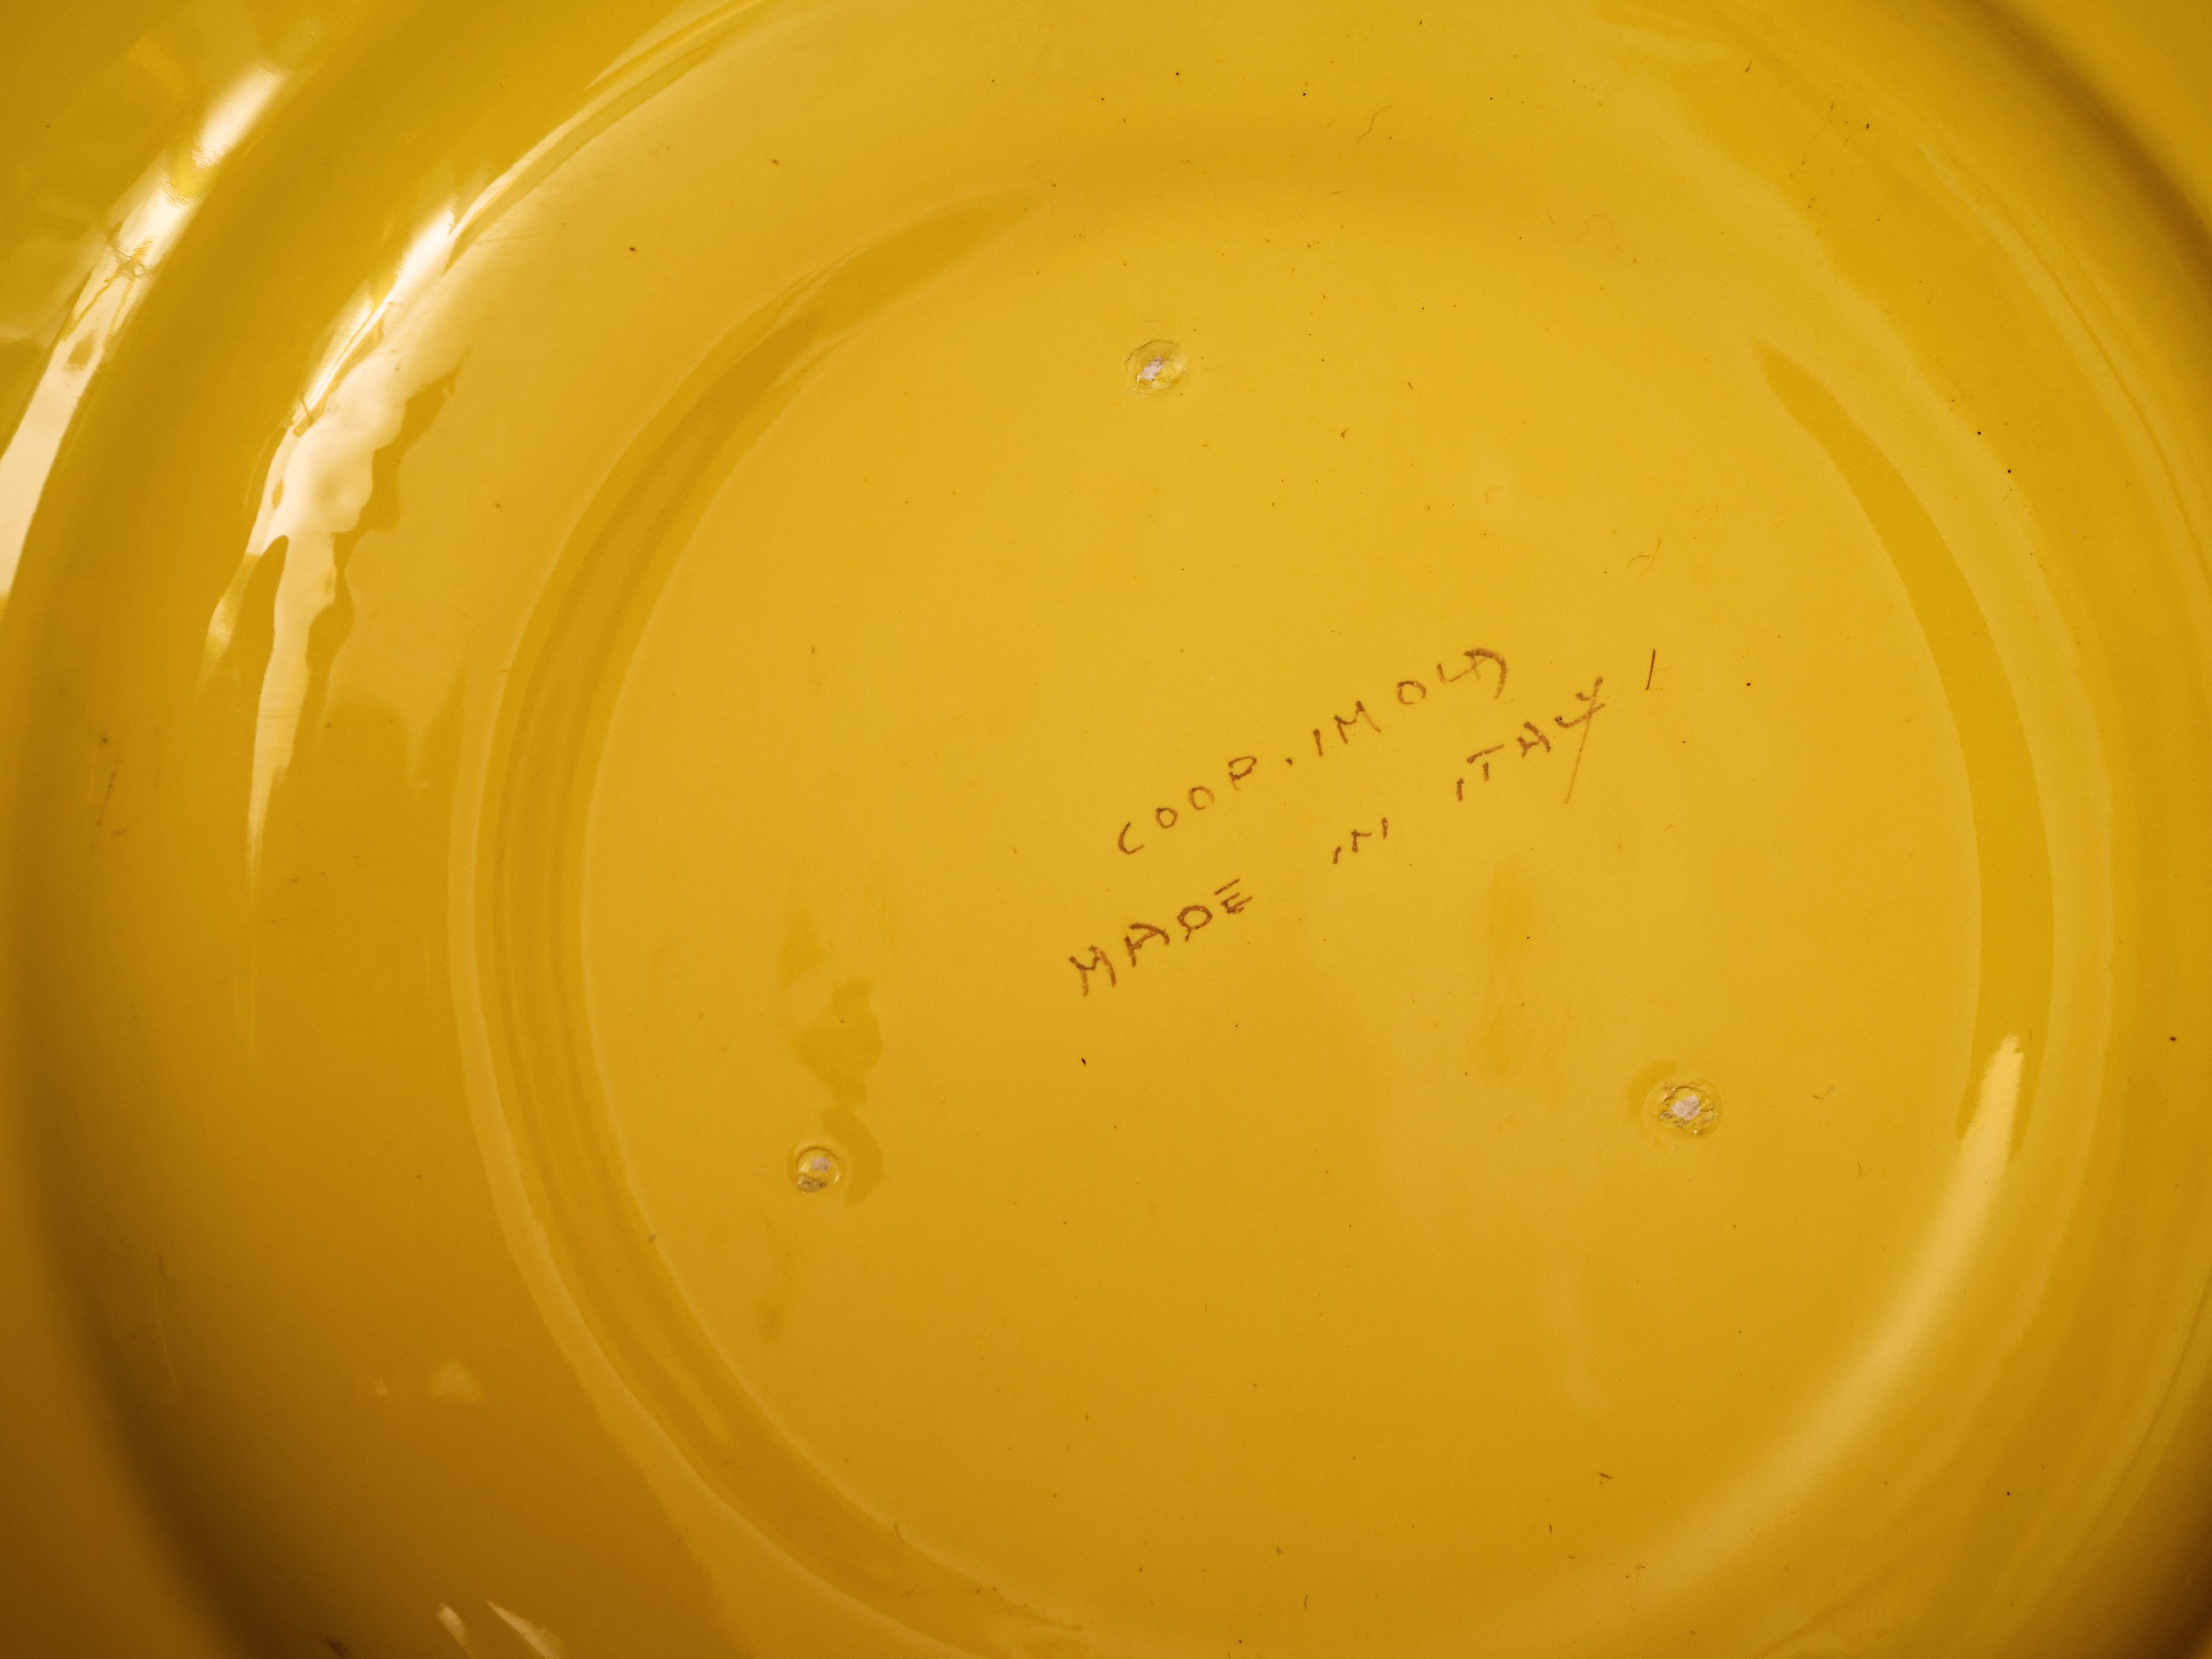 COOP. IMOLA
MADE IN ITALY /